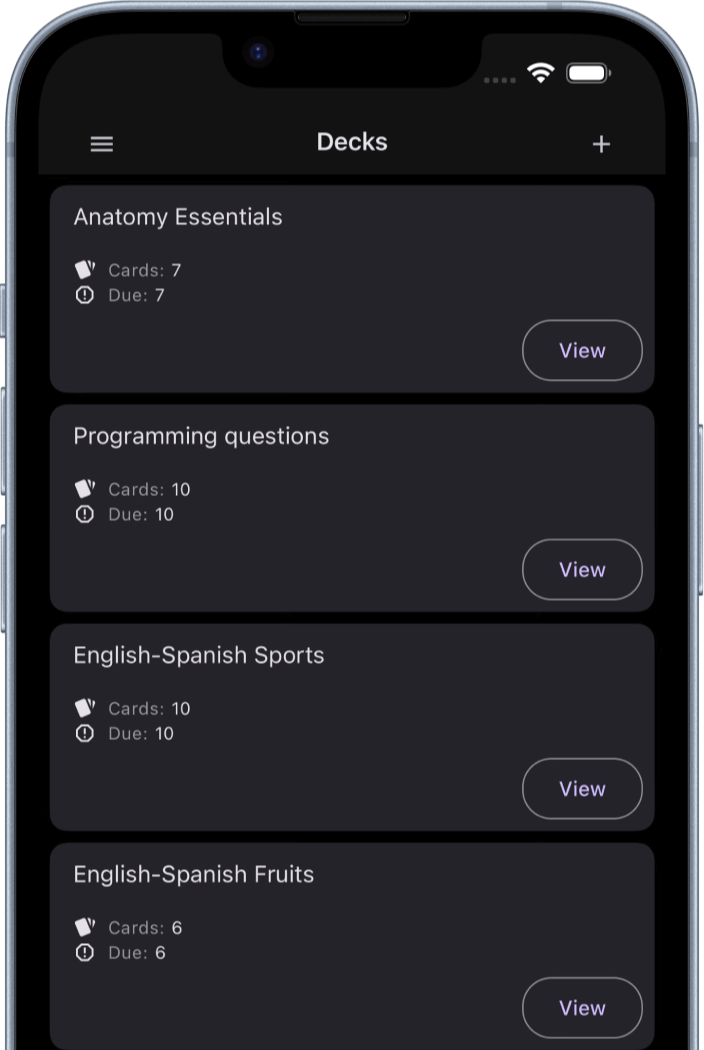 Decks
Anatomy Essentials
Cards: 7
Due: 7
View
Programming questions
Cards: 10
Due: 10
View
English-Spanish Sports
Cards: 10
Due: 10
View
English-Spanish Fruits
Cards: 6
Due: 6
View